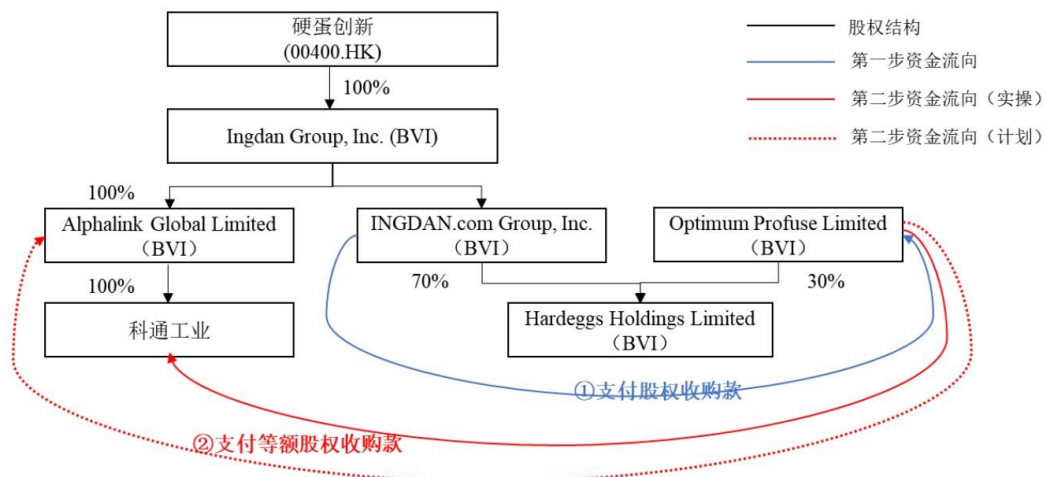 硬蛋创新
(00400.HK)
股权结构
第一步资金流向
100%
第二步资金流向（实操）
Ingdan Group, Inc. (BVI)
第二步资金流向（计划）
100%
Alphalink Global Limited
（BVI）
INGDAN.com Group, Inc.
（BVI）
Optimum Profuse Limited
（BVI）
100%
70%
30%
科通工业
Hardeggs Holdings Limited
（BVI）
①支付股权收购款
②支付等额股权收购款